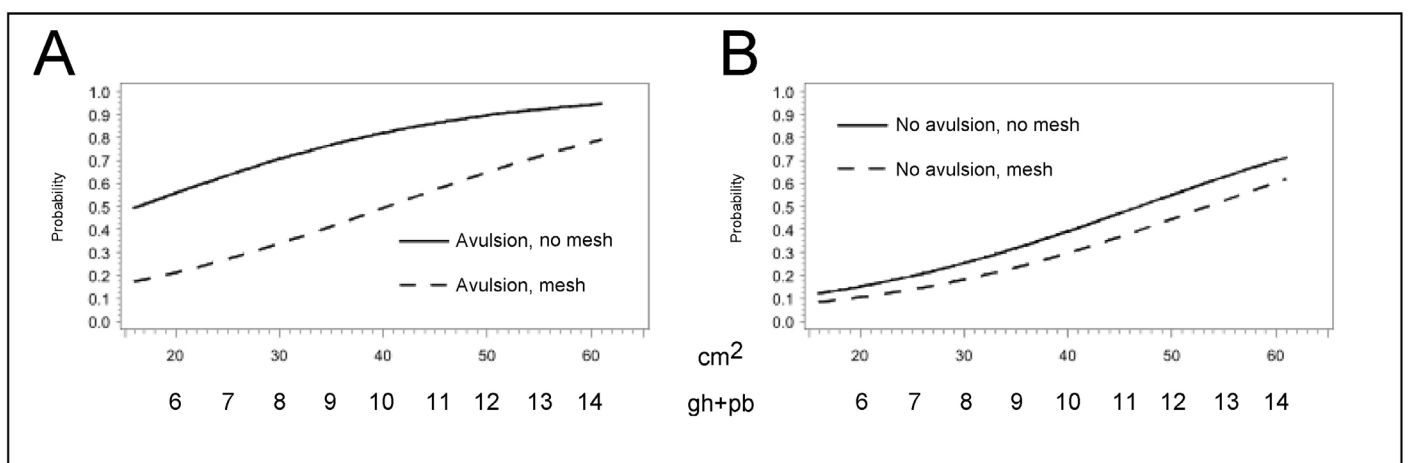 A
1.0
0.9
0.8
0.7
0.6
0.5
0.4
0.3
0.2
0.1
0.0
Probability
Avulsion, no mesh
Avulsion, mesh
20 30 40 50 60
6 7 8 9 10 11 12 13 14
cm²
gh+pb
B
1.0
0.9
0.8
0.7
0.6
0.5
0.4
0.3
0.2
0.1
0.0
Probability
No avulsion, no mesh
No avulsion, mesh
20 30 40 50 60
6 7 8 9 10 11 12 13 14